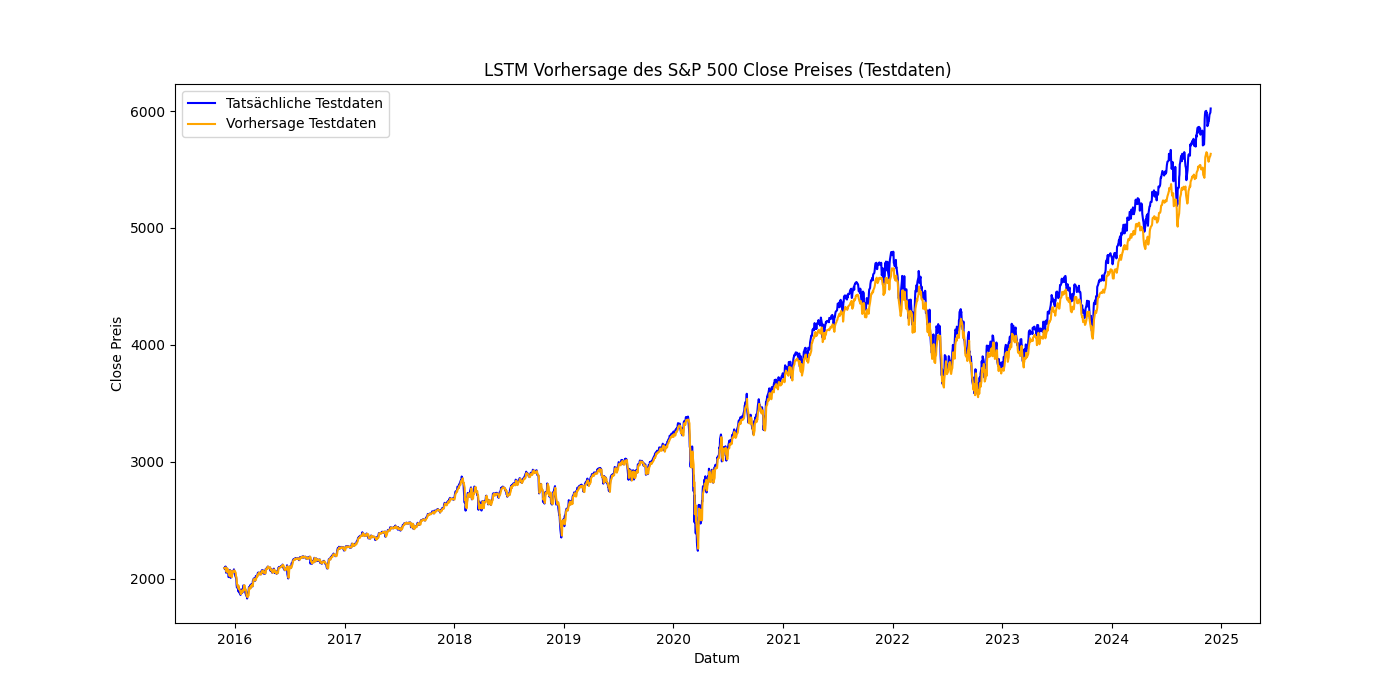 LSTM Vorhersage des S&P 500 Close Preises (Testdaten)
Tatsächliche Testdaten
Vorhersage Testdaten
Close Preis
6000
5000
4000
3000
2000
2016 2017 2018 2019 2020 2021 2022 2023 2024 2025
Datum